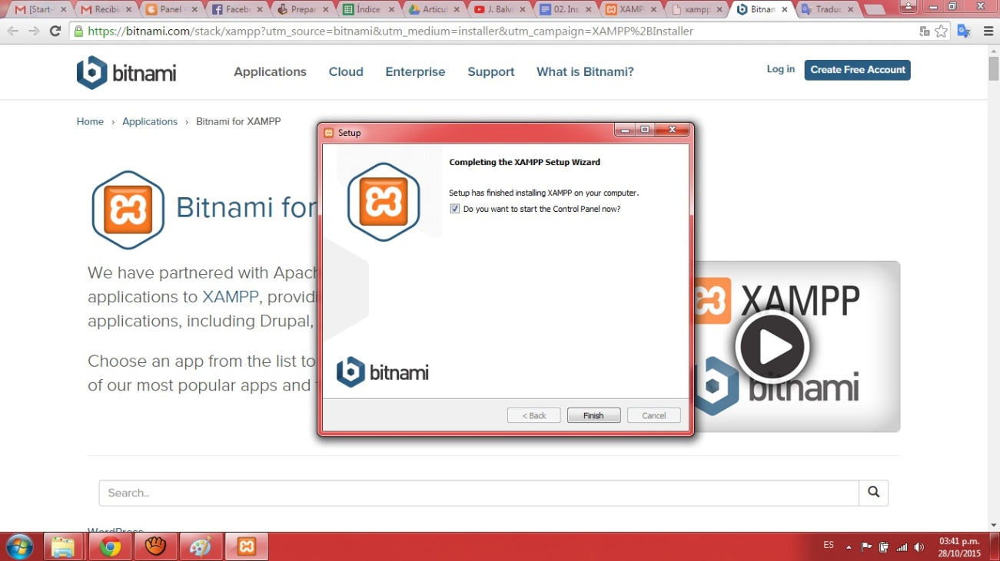 [Start-
Recibi
Panel
Faceb
Prepar
Índice
Articul
J. Balvi
02. Ins
XAMP
xampp
Bitnan
Traduc
https://bitnami.com/stack/xampp?utm_source=bitnami&utm_medium=installer&utm_campaign=XAMPP%2BInstaller
bitnami
Applications
Cloud
Enterprise
Support
What is Bitnami?
Log in
Create Free Account
Home › Applications › Bitnami for XAMPP
Setup
Completing the XAMPP Setup Wizard
Setup has finished installing XAMPP on your computer.
Do you want to start the Control Panel now?
bitnami
< Back
Finish
Cancel
Bitnami for
We have partnered with Apach
applications to XAMPP, providi
applications, including Drupal,
Choose an app from the list to
of our most popular apps and
XAMPP
bitnami
Search..
WordPress
ES
03:41 p.m.
28/10/2015